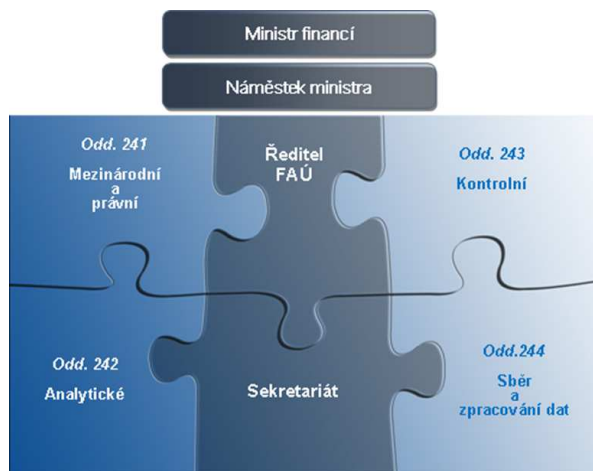 Ministr financí
Náměstek ministra
Odd. 241
Mezinárodní
a
právní
Ředitel
FAÚ
Odd. 243
Kontrolní
Odd. 242
Analytické
Sekretariát
Odd.244
Sběr
a
zpracování dat